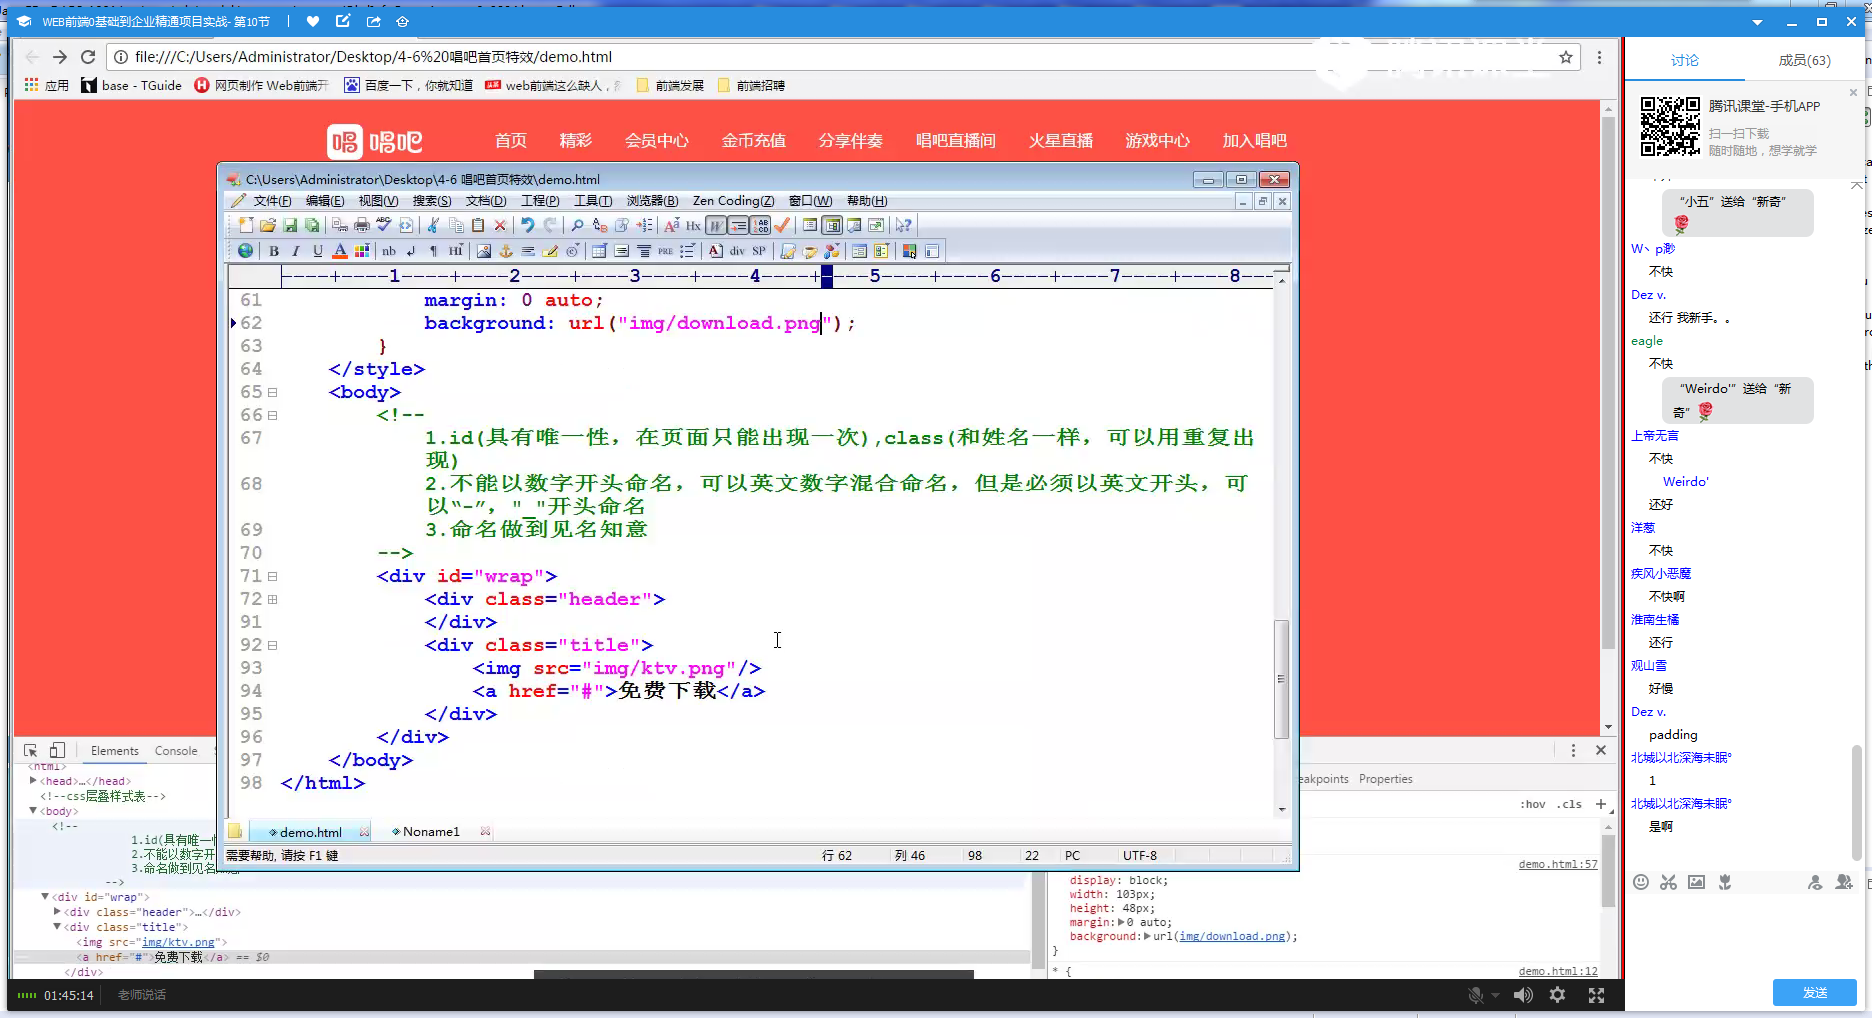 WEB前端0基础到企业精通项目实战- 第10节
file:///C:/Users/Administrator/Desktop/4-6%20唱吧首页特效/demo.html
应用 base - TGuide 网页制作 Web前端开 百度一下，你就知道 web前端这么缺人， 前端发展 前端招聘
唱 唱吧 首页 精彩 会员中心 金币充值 分享伴奏 唱吧直播间 火星直播 游戏中心 加入唱吧
C:\Users\Administrator\Desktop\4-6 唱吧首页特效\demo.html
文件(F) 编辑(E) 视图(V) 搜索(S) 文档(D) 工程(P) 工具(T) 浏览器(B) Zen Coding(Z) 窗口(W) 帮助(H)
B I U A nb ¶ HI PRE A div SP
----+----1----+----2----+----3----+----4----+----5----+----6----+----7----+----8---
61 margin: 0 auto;
62 background: url("img/download.png");
63 }
64 </style>
65 <body>
66 <!--
67 1.id(具有唯一性，在页面只能出现一次),class(和姓名一样，可以用重复出
现)
68 2.不能以数字开头命名，可以英文数字混合命名，但是必须以英文开头，可
以“-”，"_"开头命名
69 3.命名做到见名知意
70 -->
71 <div id="wrap">
72 <div class="header">
91 </div>
92 <div class="title">
93 <img src="img/ktv.png"/>
94 <a href="#">免费下载</a>
95 </div>
96 </div>
97 </body>
98 </html>
demo.html Noname1
需要帮助, 请按 F1 键 行 62 列 46 98 22 PC UTF-8
Elements Console
<html>
<head>…</head>
<!--css层叠样式表-->
<body>
<!--
1.id(具有唯一性
2.不能以数字开
3.命名做到见名
-->
<div id="wrap">
<div class="header">…</div>
<div class="title">
<img src="img/ktv.png">
<a href="#">免费下载</a> == $0
</div>
eakpoints Properties
:hov .cls +
demo.html:57
display: block;
width: 103px;
height: 48px;
margin: 0 auto;
background: url(img/download.png);
}
* { demo.html:12
01:45:14 老师说话
讨论 成员(63)
腾讯课堂-手机APP
扫一扫下载
随时随地，想学就学
“小五”送给“新奇”
W丶p渺
不快
Dez v.
还行 我新手。。
eagle
不快
“Weirdo'”送给“新
奇”
上帝无言
不快
Weirdo'
还好
洋葱
不快
疾风小恶魔
不快啊
淮南生橘
还行
观山雪
好慢
Dez v.
padding
北城以北深海未眠°
1
北城以北深海未眠°
是啊
发送